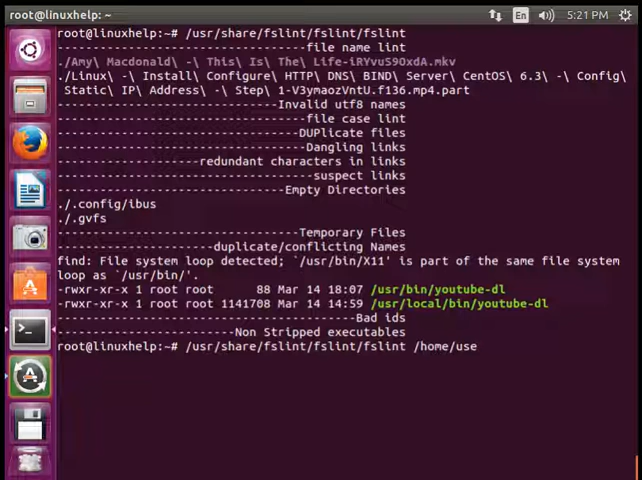 root@linuxhelp: ~
En
5:21 PM
root@linuxhelp:~# /usr/share/fslint/fslint/fslint
-----------------------------------file name lint
./Amy\ Macdonald\ -\ This\ Is\ The\ Life-iRYvuS9OxdA.mkv
./Linux\ -\ Install\ Configure\ HTTP\ DNS\ BIND\ Server\ CentOS\ 6.3\ -\ Config\
Static\ IP\ Address\ -\ Step\ 1-V3ymaozVntU.f136.mp4.part
-------------------------------Invalid utf8 names
-----------------------------------file case lint
----------------------------------DUPlicate files
-----------------------------------Dangling links
--------------------redundant characters in links
------------------------------------suspect links
--------------------------------Empty Directories
./.config/ibus
./.gvfs
----------------------------------Temporary Files
----------------------duplicate/conflicting Names
find: File system loop detected; `/usr/bin/X11' is part of the same file system
loop as `/usr/bin/'.
-rwxr-xr-x 1 root root      88 Mar 14 18:07 /usr/bin/youtube-dl
-rwxr-xr-x 1 root root 1141708 Mar 14 14:59 /usr/local/bin/youtube-dl
------------------------------------------Bad ids
-------------------------Non Stripped executables
root@linuxhelp:~# /usr/share/fslint/fslint/fslint /home/use